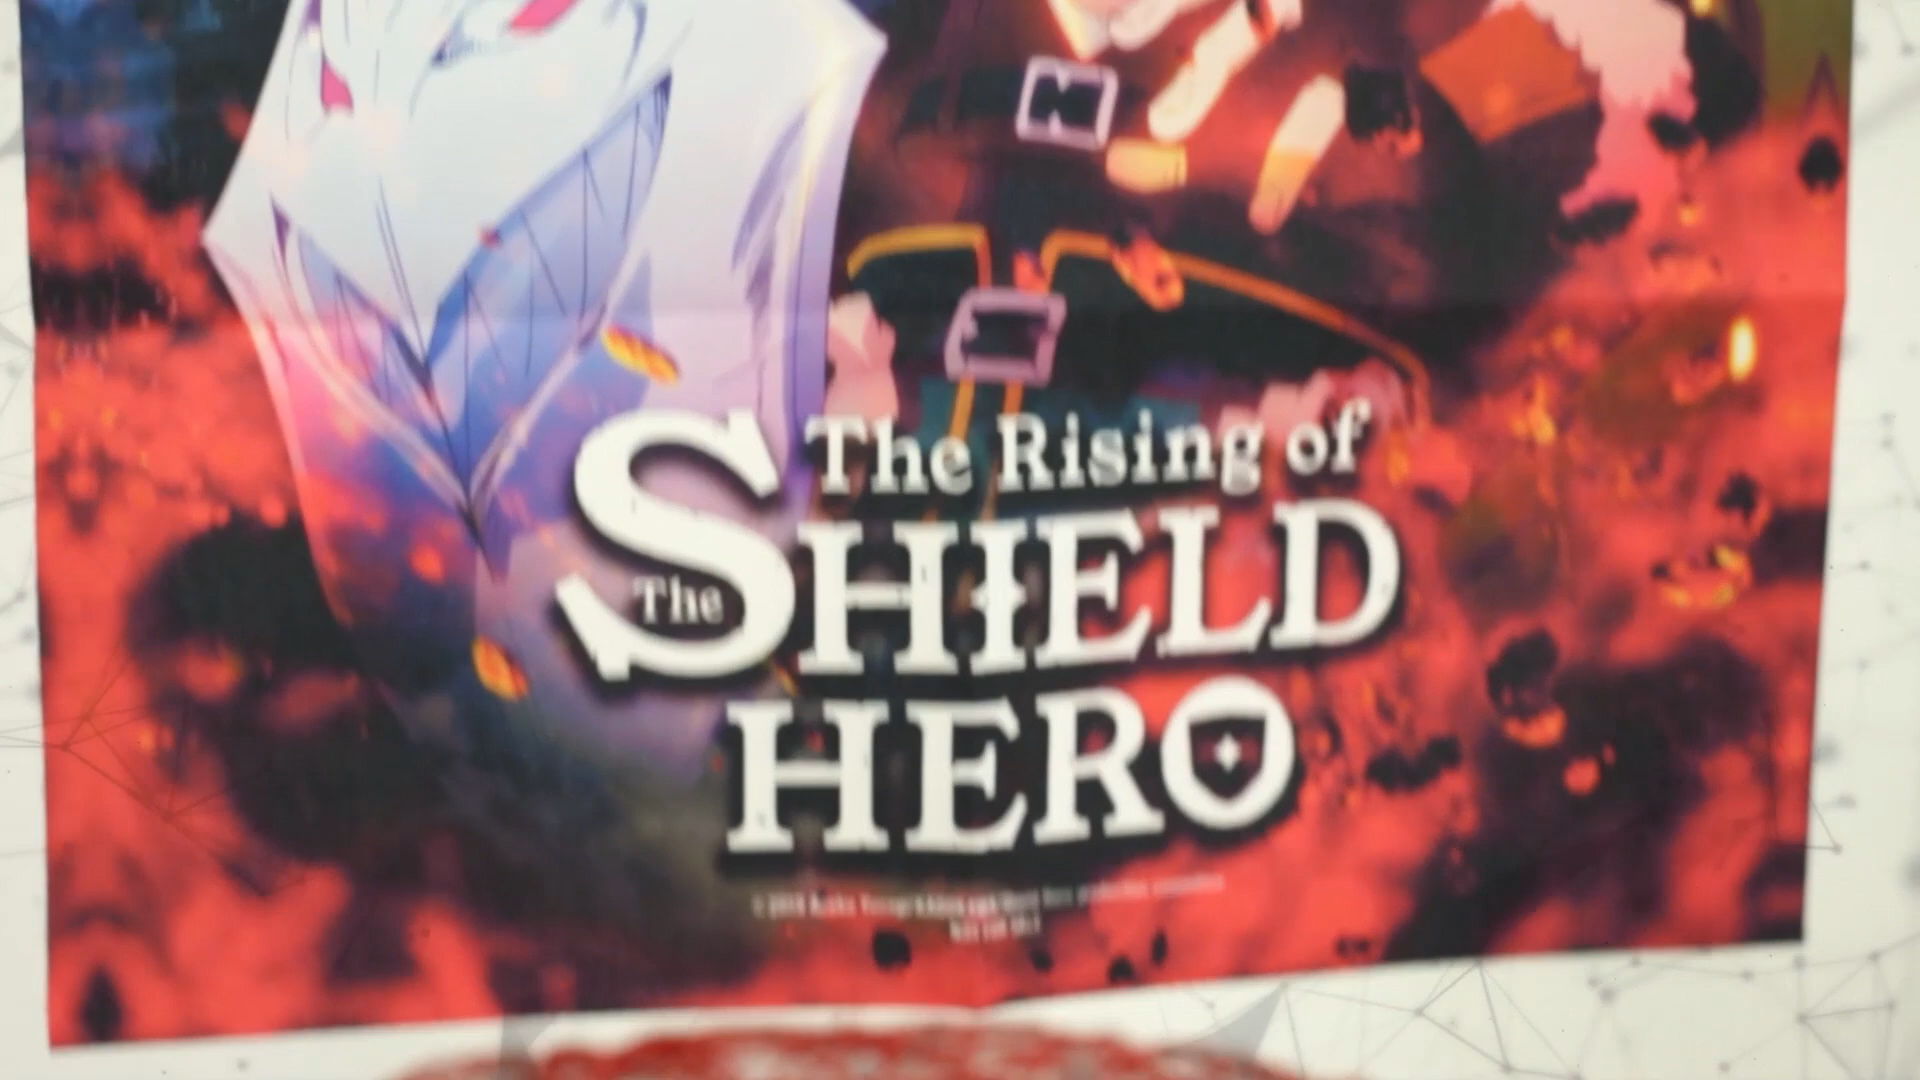 The Rising of
The SHIELD
HERO